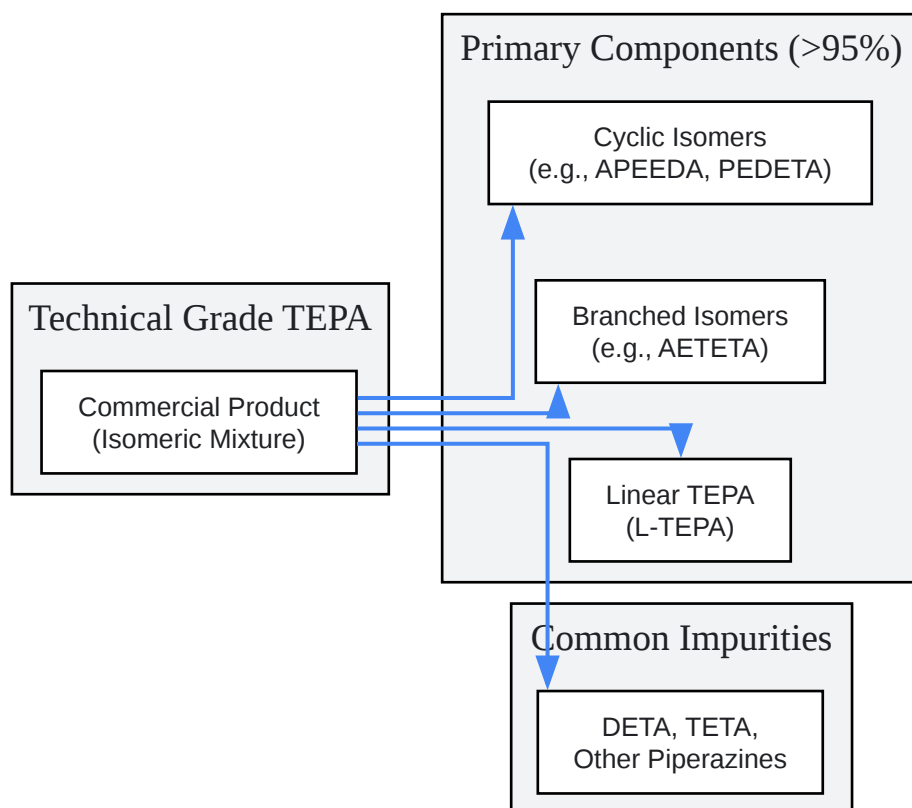 Primary Components (>95%)
Cyclic Isomers
(e.g., APEEDA, PEDETA)
Technical Grade TEPA
Commercial Product
(Isomeric Mixture)
Branched Isomers
(e.g., AETETA)
Linear TEPA
(L-TEPA)
Common Impurities
DETA, TETA,
Other Piperazines